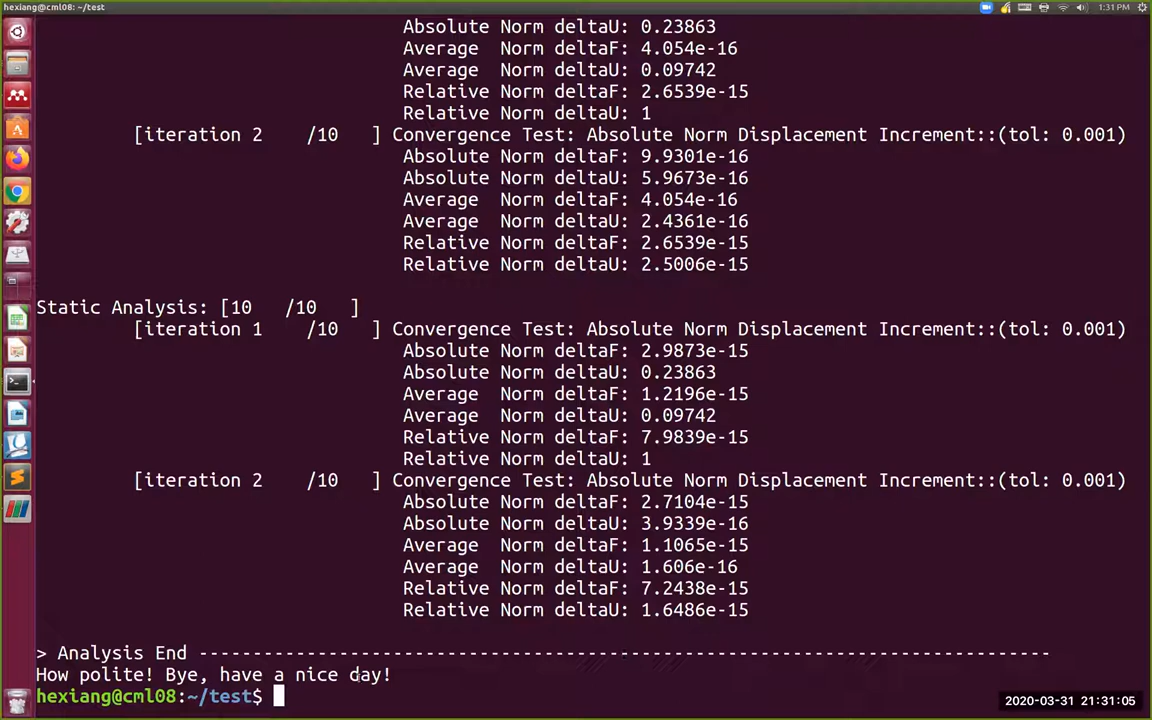 hexiang@cml08: ~/test
1:31 PM
Absolute Norm deltaU: 0.23863
Average  Norm deltaF: 4.054e-16
Average  Norm deltaU: 0.09742
Relative Norm deltaF: 2.6539e-15
Relative Norm deltaU: 1
[iteration 2    /10   ] Convergence Test: Absolute Norm Displacement Increment::(tol: 0.001)
Absolute Norm deltaF: 9.9301e-16
Absolute Norm deltaU: 5.9673e-16
Average  Norm deltaF: 4.054e-16
Average  Norm deltaU: 2.4361e-16
Relative Norm deltaF: 2.6539e-15
Relative Norm deltaU: 2.5006e-15
Static Analysis: [10   /10   ]
[iteration 1    /10   ] Convergence Test: Absolute Norm Displacement Increment::(tol: 0.001)
Absolute Norm deltaF: 2.9873e-15
Absolute Norm deltaU: 0.23863
Average  Norm deltaF: 1.2196e-15
Average  Norm deltaU: 0.09742
Relative Norm deltaF: 7.9839e-15
Relative Norm deltaU: 1
[iteration 2    /10   ] Convergence Test: Absolute Norm Displacement Increment::(tol: 0.001)
Absolute Norm deltaF: 2.7104e-15
Absolute Norm deltaU: 3.9339e-16
Average  Norm deltaF: 1.1065e-15
Average  Norm deltaU: 1.606e-16
Relative Norm deltaF: 7.2438e-15
Relative Norm deltaU: 1.6486e-15
> Analysis End -------------------------------------------------------------------------------
How polite! Bye, have a nice day!
hexiang@cml08:~/test$
2020-03-31 21:31:05